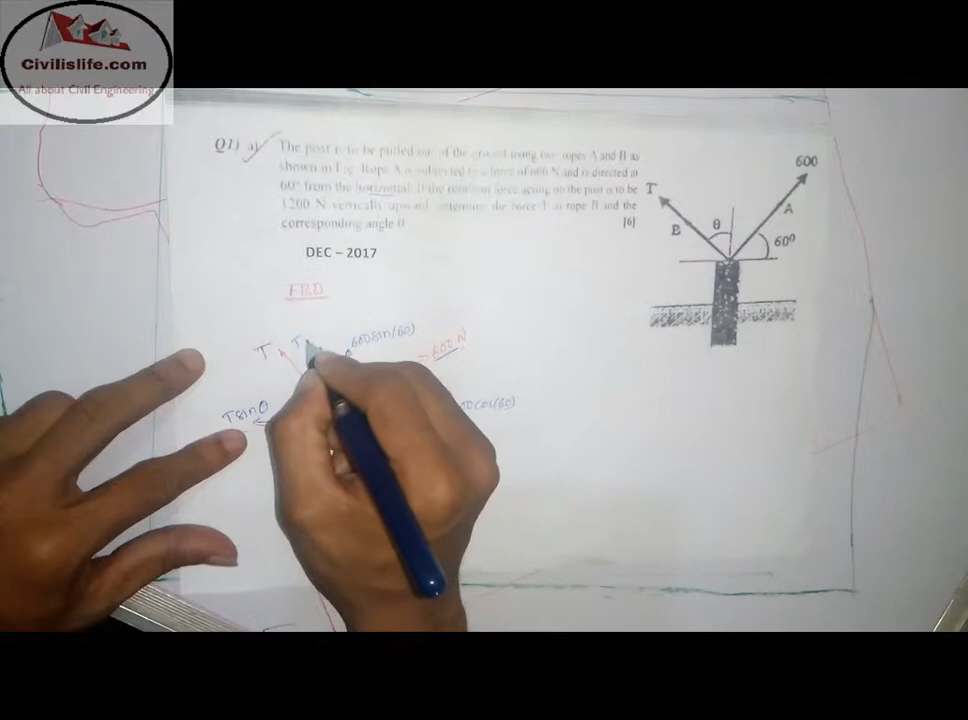 Civilislife.com
All about Civil Engineering
Q1) a) The post is to be pulled out of the ground using two ropes A and B as
shown in Fig. Rope A is subjected to a force of 600 N and is directed at
60° from the horizontal. If the resultant force acting on the post is to be
1200 N vertically upward determine the force T in rope B and the
corresponding angle θ [6]
DEC – 2017
600
T
A
B
θ
60⁰
FBD
T
T
600sin(60)
600 N
Tsinθ
cos(60)